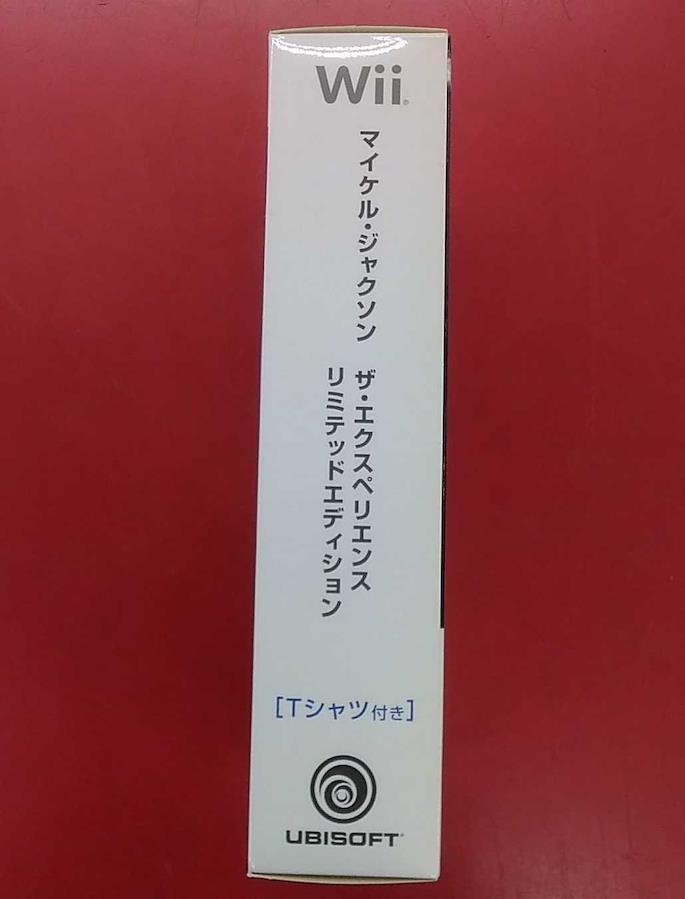 Wii
マイケル・ジャクソン ザ・エクスペリエンス
リミテッドエディション
[Tシャツ付き]
UBISOFT